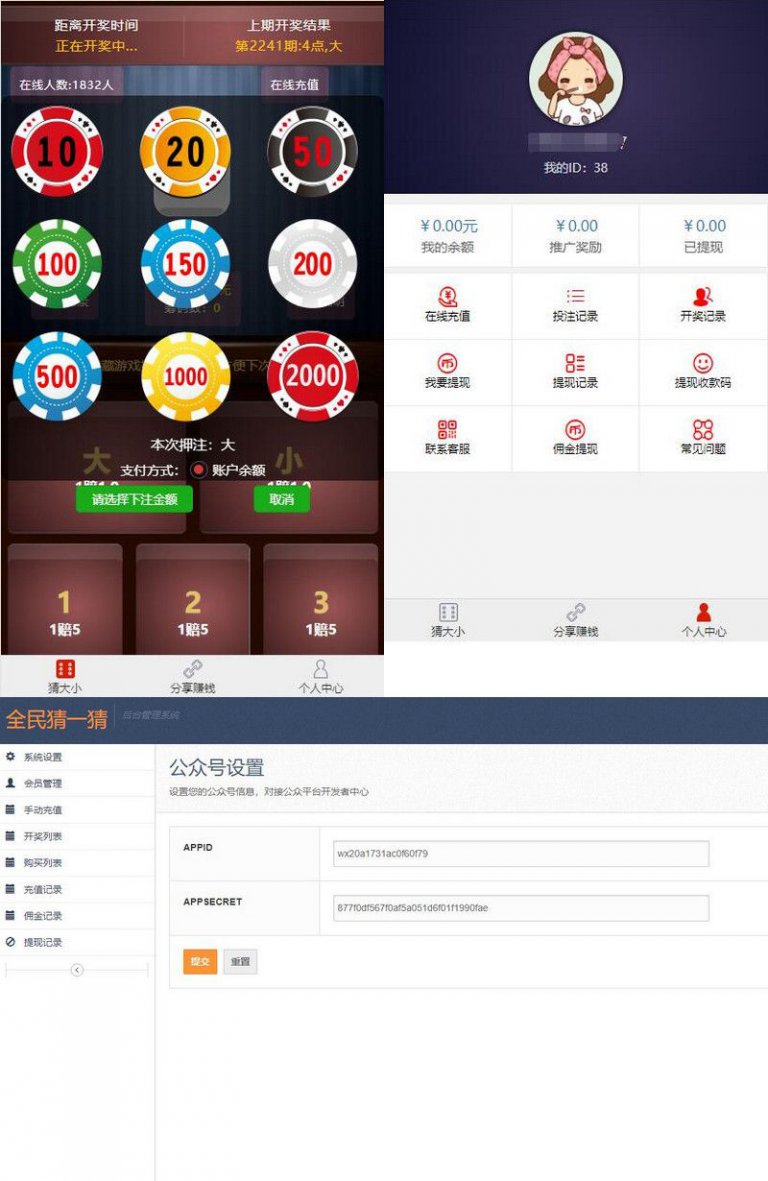 距离开奖时间
上期开奖结果
正在开奖中...
第2241期:4点,大
在线人数:1832人
在线充值
10
20
50
100
150
200
500
1000
2000
本次押注：大
支付方式：
账户余额
请选择下注金额
取消
大
小
1
2
3
1赔5
1赔5
1赔5
猜大小
分享赚钱
个人中心
我的ID：38
￥0.00元
￥0.00
￥0.00
我的余额
推广奖励
已提现
在线充值
投注记录
开奖记录
我要提现
提现记录
提现收款码
联系客服
佣金提现
常见问题
猜大小
分享赚钱
个人中心
全民猜一猜
后台管理系统
系统设置
会员管理
手动充值
开奖列表
购买列表
充值记录
佣金记录
提现记录
公众号设置
设置您的公众号信息，对接公众平台开发者中心
APPID
wx20a1731ac0f60f79
APPSECRET
877f0df567f0af5a051d6f01f1990fae
提交
重置